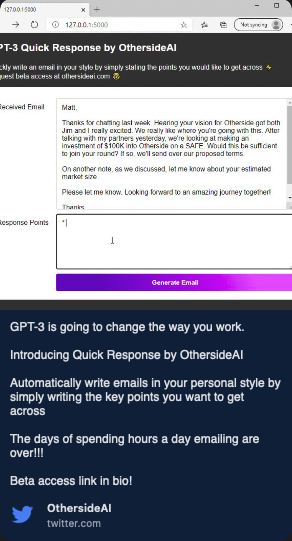 127.0.0.1:5000
127.0.0.1:5000
Not syncing
PT-3 Quick Response by OthersideAI
ckly write an email in your style by simply stating the points you would like to get across
quest beta access at othersideai.com
Received Email
Matt,
Thanks for chatting last week. Hearing your vision for Otherside got both
Jim and I really excited. We really like where you're going with this. After
talking with my partners yesterday, we're looking at making an
investment of $100K into Otherside on a SAFE. Would this be sufficient
to join your round? If so, we'll send over our proposed terms.
On another note, as we discussed, let me know about your estimated
market size.
Please let me know. Looking forward to an amazing journey together!
Thanks
Response Points
*
Generate Email
GPT-3 is going to change the way you work.
Introducing Quick Response by OthersideAI
Automatically write emails in your personal style by
simply writing the key points you want to get
across
The days of spending hours a day emailing are
over!!!
Beta access link in bio!
OthersideAI
twitter.com